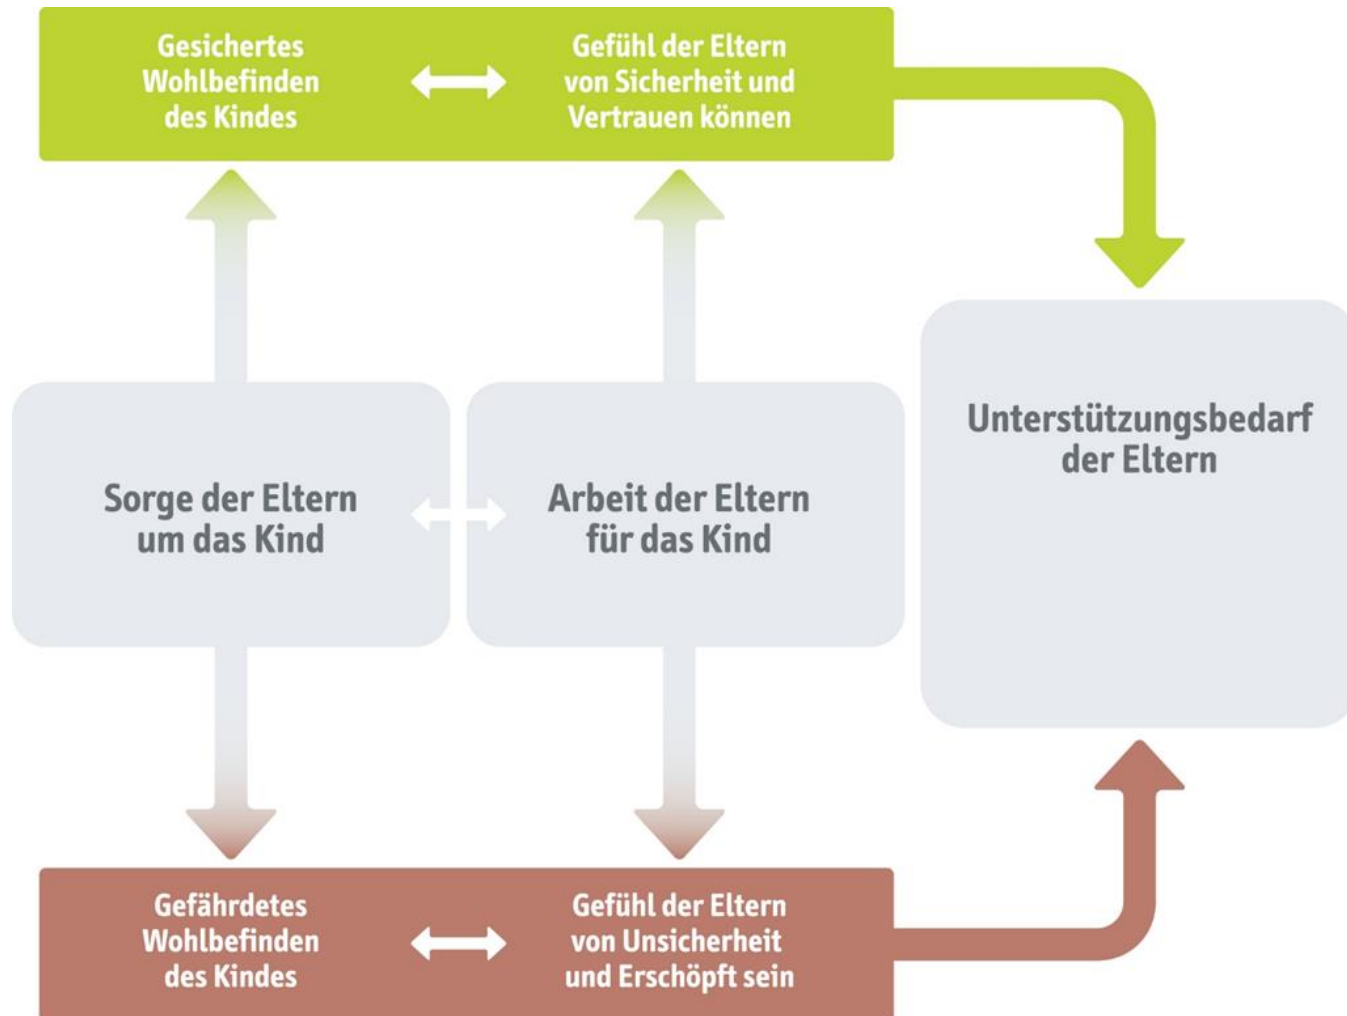 Gesichertes
Wohlbefinden
des Kindes
Gefühl der Eltern
von Sicherheit und
Vertrauen können
Unterstützungsbedarf
der Eltern
Sorge der Eltern
um das Kind
Arbeit der Eltern
für das Kind
Gefährdetes
Wohlbefinden
des Kindes
Gefühl der Eltern
von Unsicherheit
und Erschöpft sein